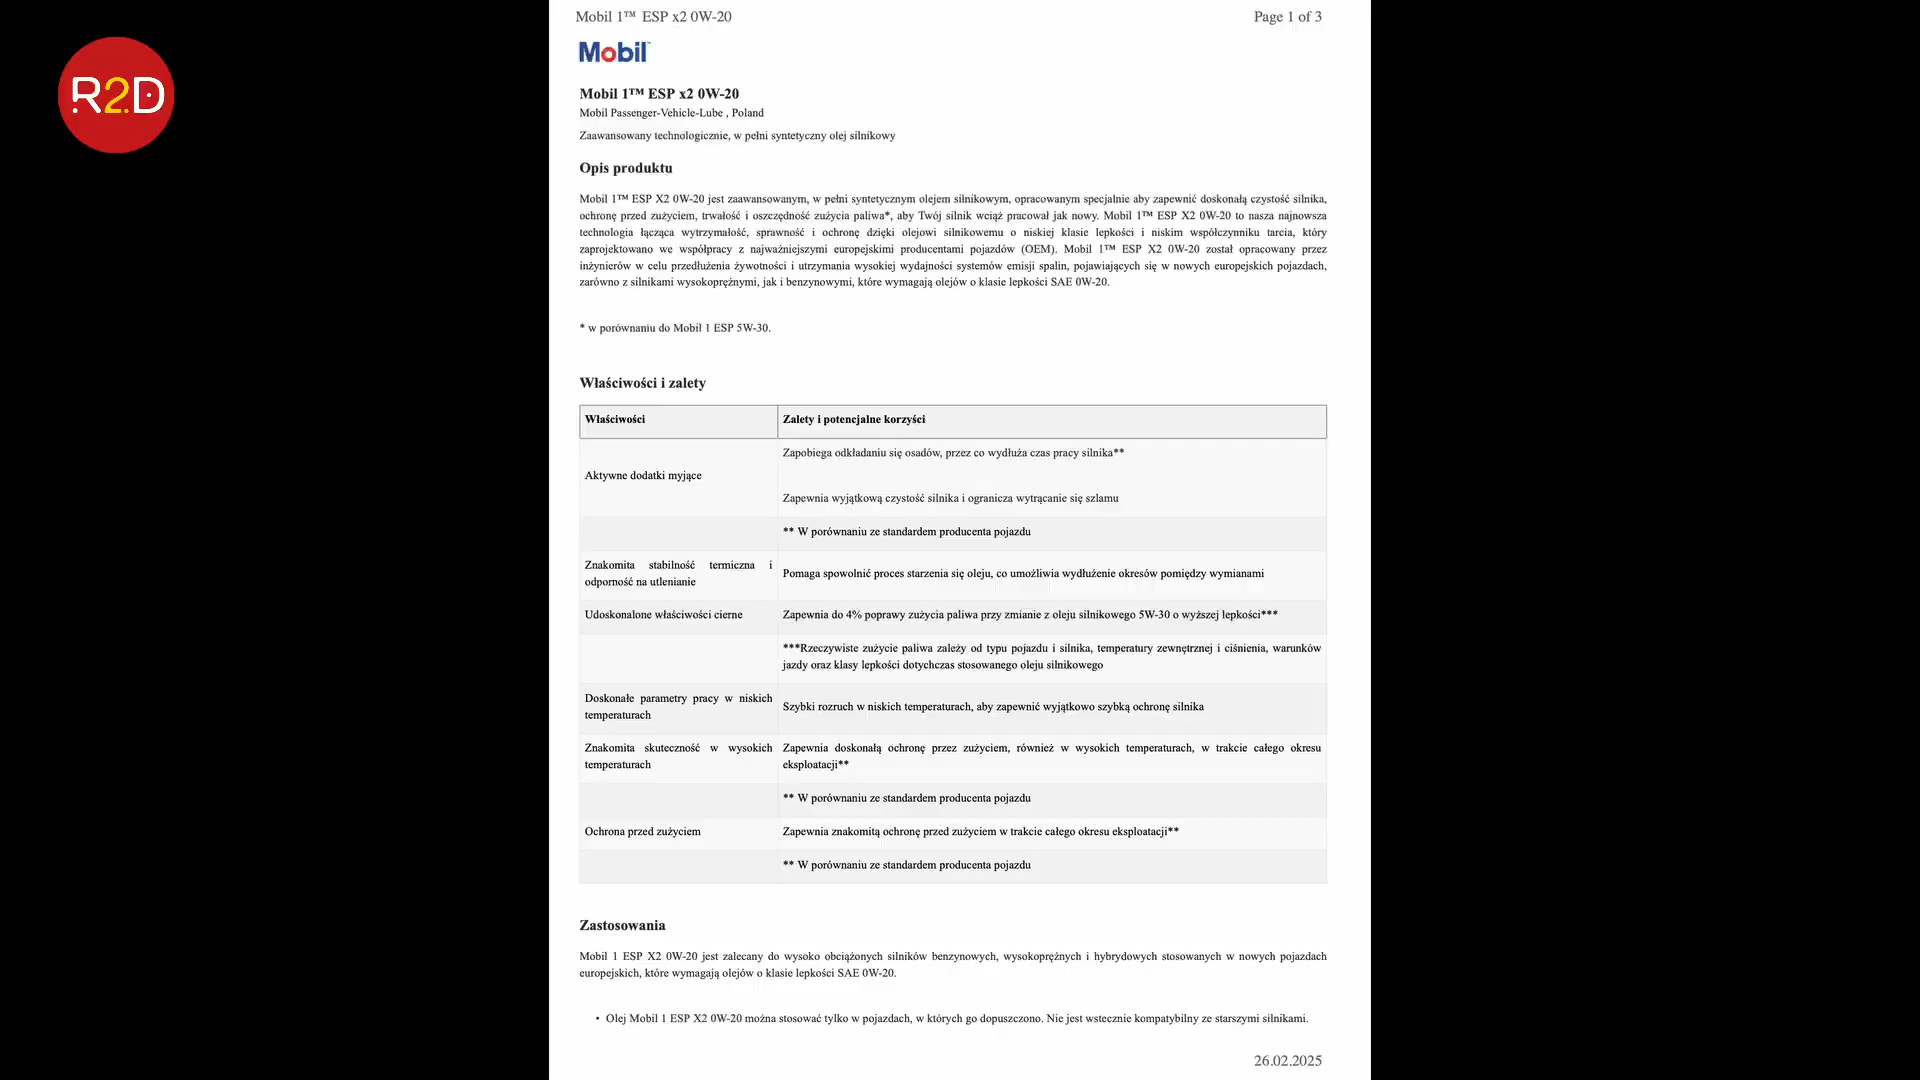 R2D
Mobil 1™ ESP x2 0W-20
Page 1 of 3
Mobil™
Mobil 1™ ESP x2 0W-20
Mobil Passenger-Vehicle-Lube , Poland
Zaawansowany technologicznie, w pełni syntetyczny olej silnikowy
Opis produktu
Mobil 1™ ESP X2 0W-20 jest zaawansowanym, w pełni syntetycznym olejem silnikowym, opracowanym specjalnie aby zapewnić doskonałą czystość silnika,
ochronę przed zużyciem, trwałość i oszczędność zużycia paliwa*, aby Twój silnik wciąż pracował jak nowy. Mobil 1™ ESP X2 0W-20 to nasza najnowsza
technologia łącząca wytrzymałość, sprawność i ochronę dzięki olejowi silnikowemu o niskiej klasie lepkości i niskim współczynniku tarcia, który
zaprojektowano we współpracy z najważniejszymi europejskimi producentami pojazdów (OEM). Mobil 1™ ESP X2 0W-20 został opracowany przez
inżynierów w celu przedłużenia żywotności i utrzymania wysokiej wydajności systemów emisji spalin, pojawiających się w nowych europejskich pojazdach,
zarówno z silnikami wysokoprężnymi, jak i benzynowymi, które wymagają olejów o klasie lepkości SAE 0W-20.
* w porównaniu do Mobil 1 ESP 5W-30.
Właściwości i zalety
Właściwości
Zalety i potencjalne korzyści
Aktywne dodatki myjące
Zapobiega odkładaniu się osadów, przez co wydłuża czas pracy silnika**
Zapewnia wyjątkową czystość silnika i ogranicza wytrącanie się szlamu
** W porównaniu ze standardem producenta pojazdu
Znakomita stabilność termiczna i
odporność na utlenianie
Pomaga spowolnić proces starzenia się oleju, co umożliwia wydłużenie okresów pomiędzy wymianami
Udoskonalone właściwości cierne
Zapewnia do 4% poprawy zużycia paliwa przy zmianie z oleju silnikowego 5W-30 o wyższej lepkości***
***Rzeczywiste zużycie paliwa zależy od typu pojazdu i silnika, temperatury zewnętrznej i ciśnienia, warunków
jazdy oraz klasy lepkości dotychczas stosowanego oleju silnikowego
Doskonałe parametry pracy w niskich
temperaturach
Szybki rozruch w niskich temperaturach, aby zapewnić wyjątkowo szybką ochronę silnika
Znakomita skuteczność w wysokich
temperaturach
Zapewnia doskonałą ochronę przez zużyciem, również w wysokich temperaturach, w trakcie całego okresu
eksploatacji**
** W porównaniu ze standardem producenta pojazdu
Ochrona przed zużyciem
Zapewnia znakomitą ochronę przed zużyciem w trakcie całego okresu eksploatacji**
** W porównaniu ze standardem producenta pojazdu
Zastosowania
Mobil 1 ESP X2 0W-20 jest zalecany do wysoko obciążonych silników benzynowych, wysokoprężnych i hybrydowych stosowanych w nowych pojazdach
europejskich, które wymagają olejów o klasie lepkości SAE 0W-20.
• Olej Mobil 1 ESP X2 0W-20 można stosować tylko w pojazdach, w których go dopuszczono. Nie jest wstecznie kompatybilny ze starszymi silnikami.
26.02.2025